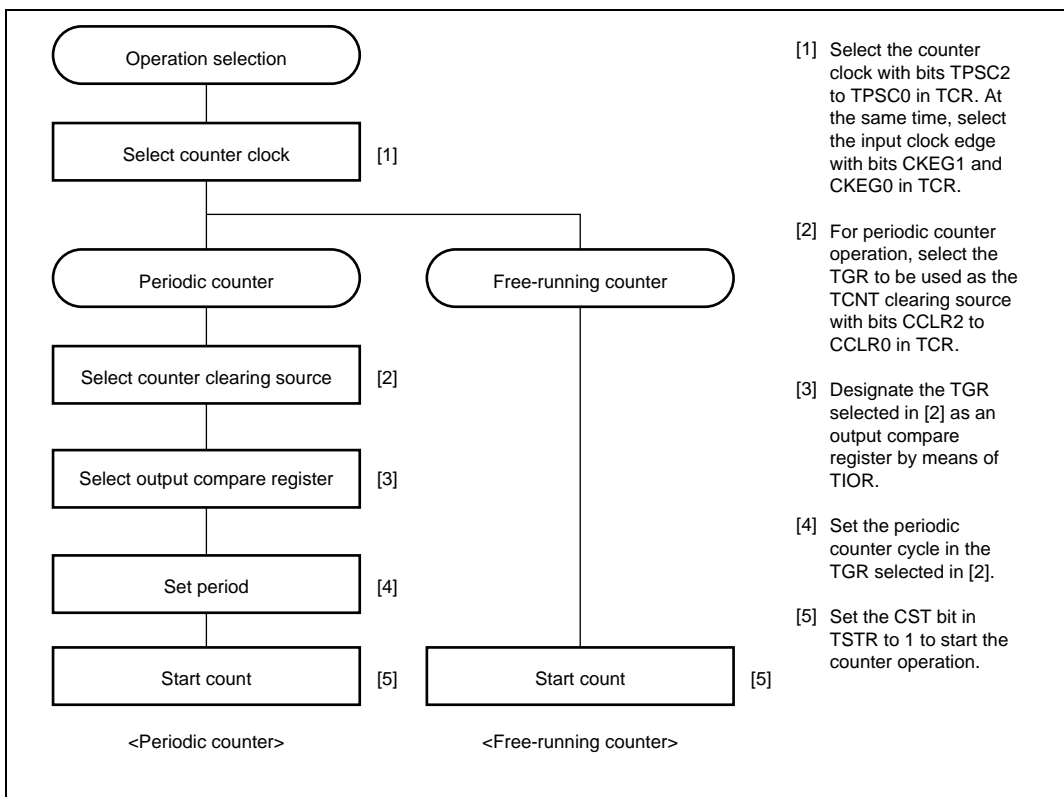 Operation selection
Select counter clock
[1]
Periodic counter
Free-running counter
Select counter clearing source
[2]
Select output compare register
[3]
Set period
[4]
Start count
[5]
Start count
[5]
<Periodic counter>
<Free-running counter>
[1] Select the counter
clock with bits TPSC2
to TPSC0 in TCR. At
the same time, select
the input clock edge
with bits CKEG1 and
CKEG0 in TCR.
[2] For periodic counter
operation, select the
TGR to be used as the
TCNT clearing source
with bits CCLR2 to
CCLR0 in TCR.
[3] Designate the TGR
selected in [2] as an
output compare
register by means of
TIOR.
[4] Set the periodic
counter cycle in the
TGR selected in [2].
[5] Set the CST bit in
TSTR to 1 to start the
counter operation.